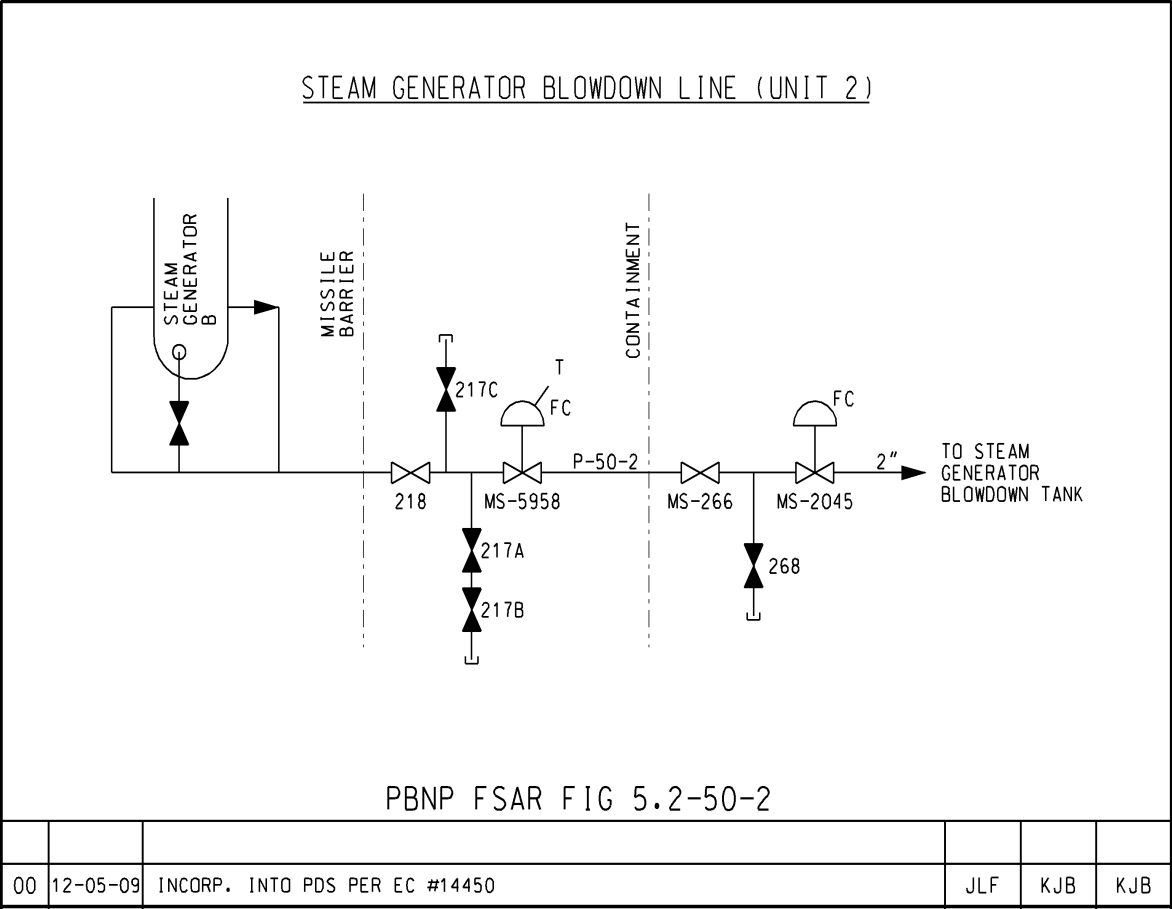 STEAM GENERATOR BLOWDOWN LINE (UNIT 2)
STEAM
GENERATOR
B
MISSILE
BARRIER
CONTAINMENT
217C
T
FC
FC
P-50-2
2"
TO STEAM
GENERATOR
BLOWDOWN TANK
218
MS-5958
MS-266
MS-2045
217A
268
217B
PBNP FSAR FIG 5.2-50-2
00 12-05-09 INCORP. INTO PDS PER EC #14450 JLF KJB KJB